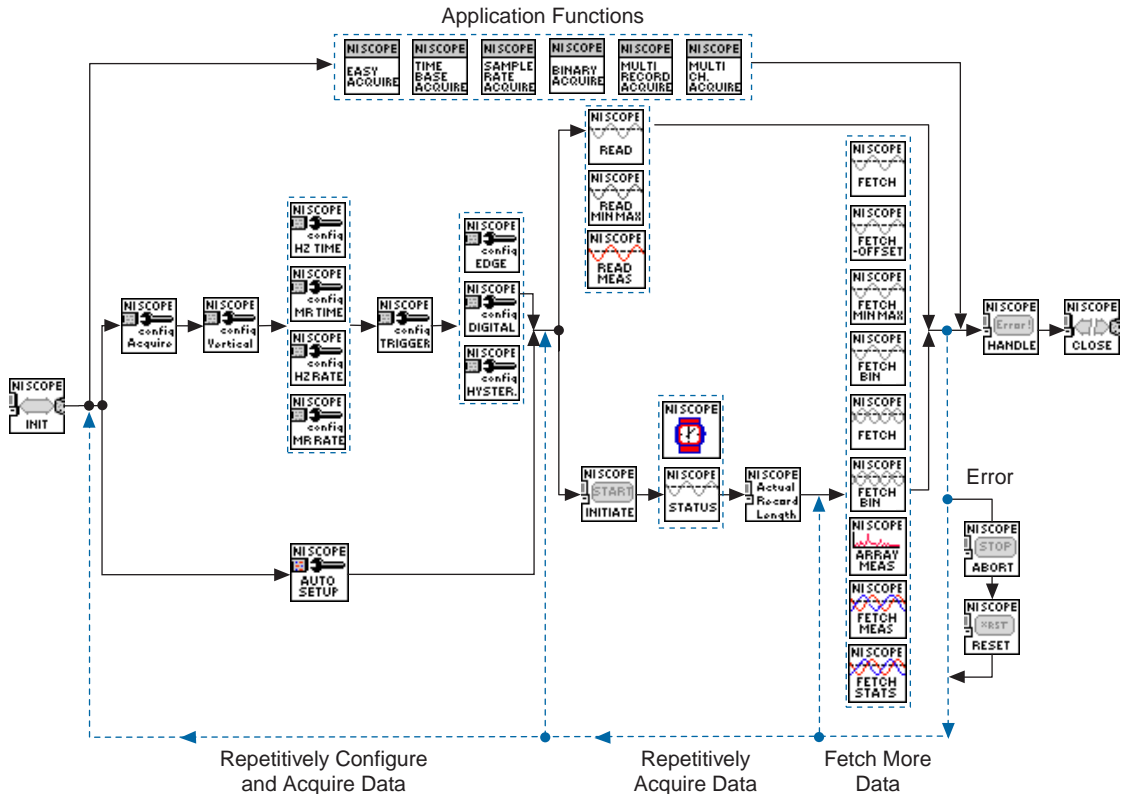 Application Functions
NI SCOPE
EASY
ACQUIRE
NI SCOPE
TIME
BASE
ACQUIRE
NI SCOPE
SAMPLE
RATE
ACQUIRE
NI SCOPE
BINARY
ACQUIRE
NI SCOPE
MULTI
RECORD
ACQUIRE
NI SCOPE
MULTI
CH.
ACQUIRE
NI SCOPE
INIT
NI SCOPE
config
Acquire
NI SCOPE
config
Vertical
NI SCOPE
config
HZ TIME
NI SCOPE
config
MR TIME
NI SCOPE
config
HZ RATE
NI SCOPE
config
MR RATE
NI SCOPE
config
TRIGGER
NI SCOPE
config
EDGE
NI SCOPE
config
DIGITAL
NI SCOPE
config
HYSTER.
NI SCOPE
AUTO
SETUP
NI SCOPE
READ
NI SCOPE
READ
MIN MAX
NI SCOPE
READ
MEAS
NI SCOPE
START
INITIATE
NI SCOPE
NI SCOPE
STATUS
NI SCOPE
Actual
Record
Length
NI SCOPE
FETCH
NI SCOPE
FETCH
-OFFSET
NI SCOPE
FETCH
MIN MAX
NI SCOPE
FETCH
BIN
NI SCOPE
FETCH
NI SCOPE
FETCH
BIN
NI SCOPE
ARRAY
MEAS
NI SCOPE
FETCH
MEAS
NI SCOPE
FETCH
STATS
NI SCOPE
Error!
HANDLE
NI SCOPE
CLOSE
Error
NI SCOPE
STOP
ABORT
NI SCOPE
*RST
RESET
Repetitively Configure
and Acquire Data
Repetitively
Acquire Data
Fetch More
Data